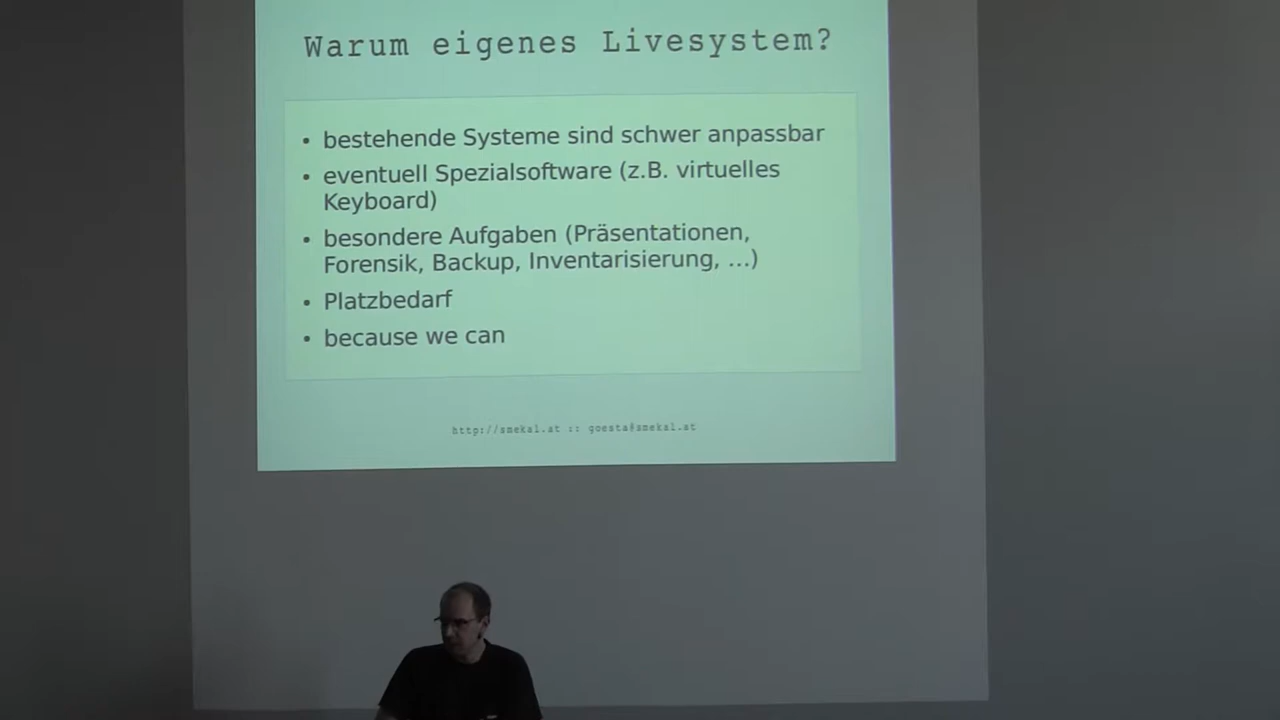 Warum eigenes Livesystem?
• bestehende Systeme sind schwer anpassbar
• eventuell Spezialsoftware (z.B. virtuelles
Keyboard)
• besondere Aufgaben (Präsentationen,
Forensik, Backup, Inventarisierung, ...)
• Platzbedarf
• because we can
http://smekal.at :: goesta@smekal.at